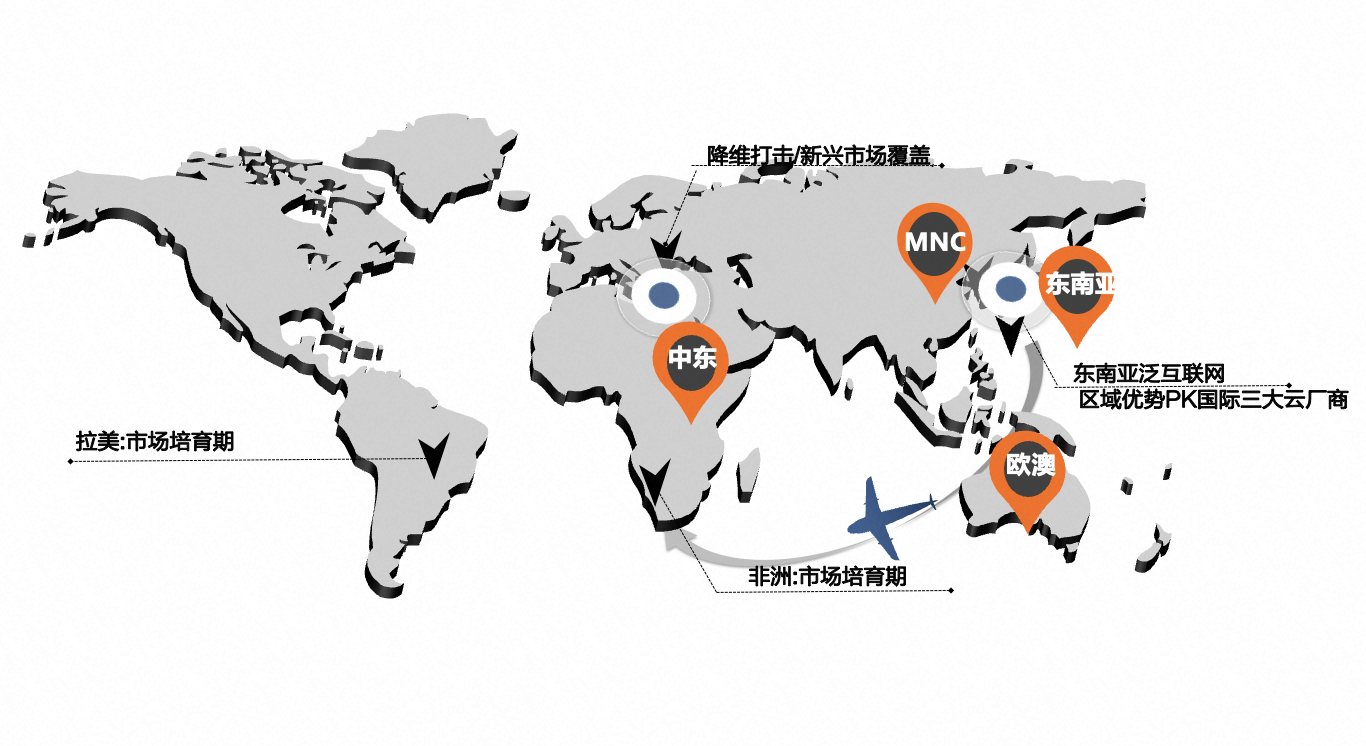 降维打击/新兴市场覆盖
MNC
东南亚
中东
东南亚泛互联网
区域优势PK国际三大云厂商
拉美:市场培育期
欧澳
非洲:市场培育期